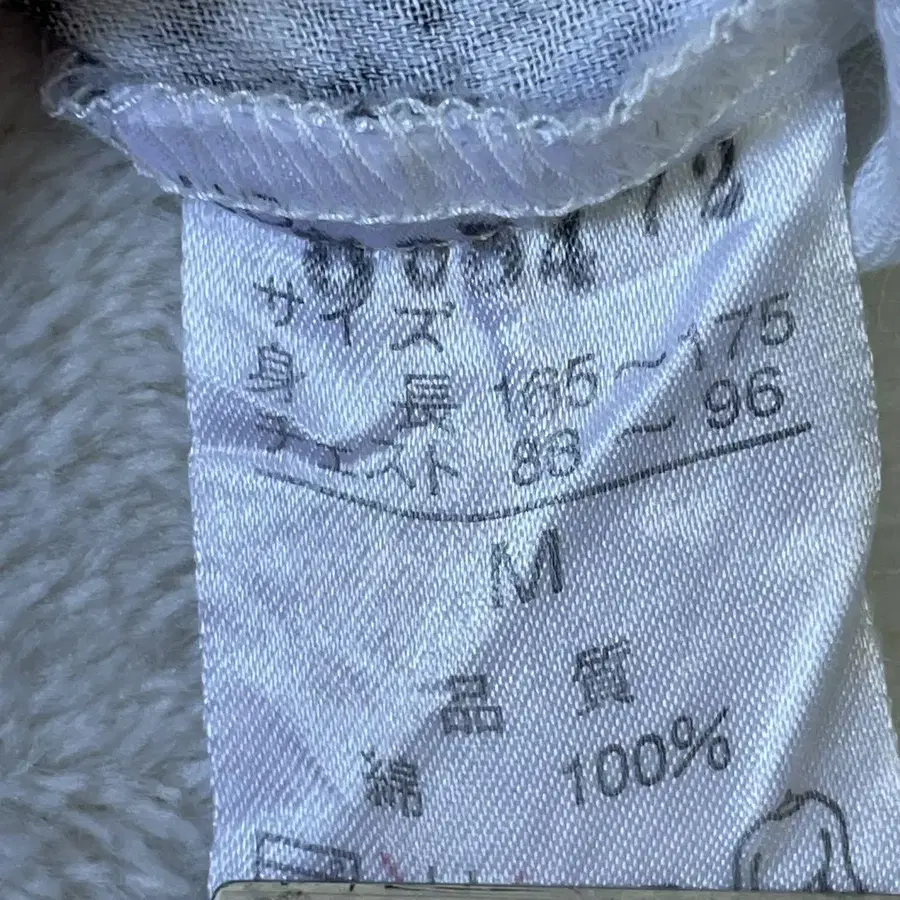 サイズ
身長 165～175
チェスト 88～96
M
品質
綿 100%